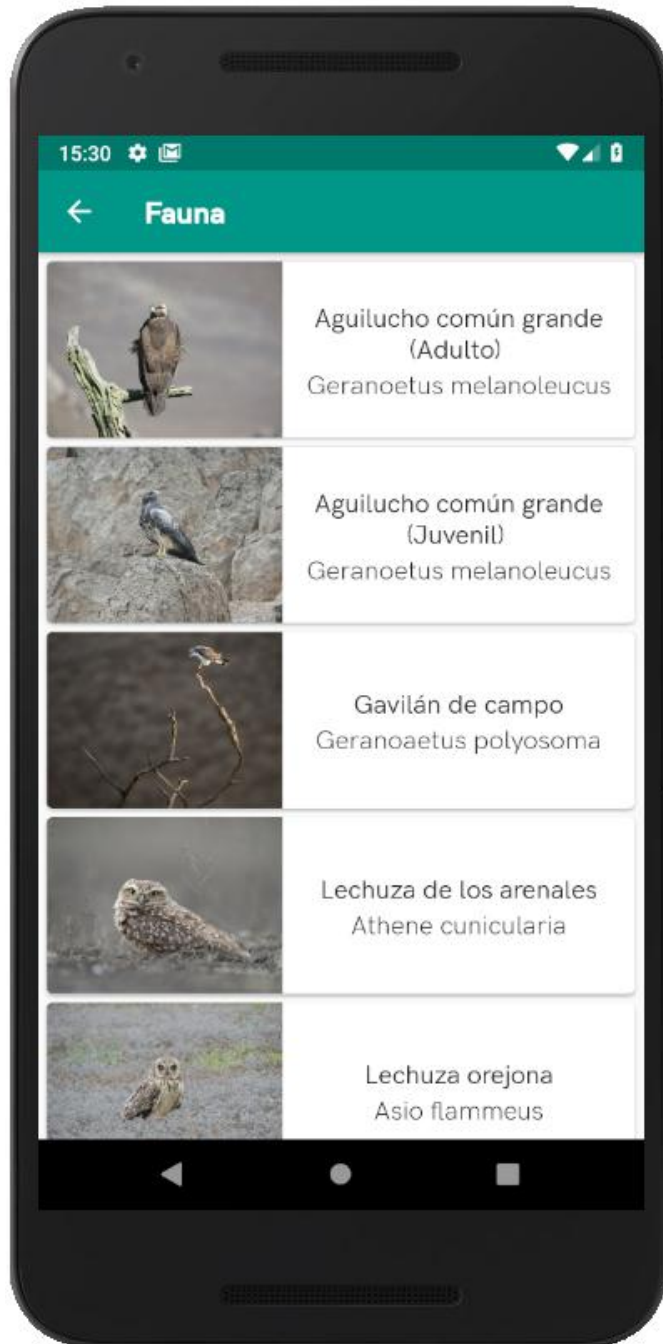 15:30
Fauna
Aguilucho común grande
(Adulto)
Geranoetus melanoleucus
Aguilucho común grande
(Juvenil)
Geranoetus melanoleucus
Gavilán de campo
Geranoaetus polyosoma
Lechuza de los arenales
Athene cunicularia
Lechuza orejona
Asio flammeus